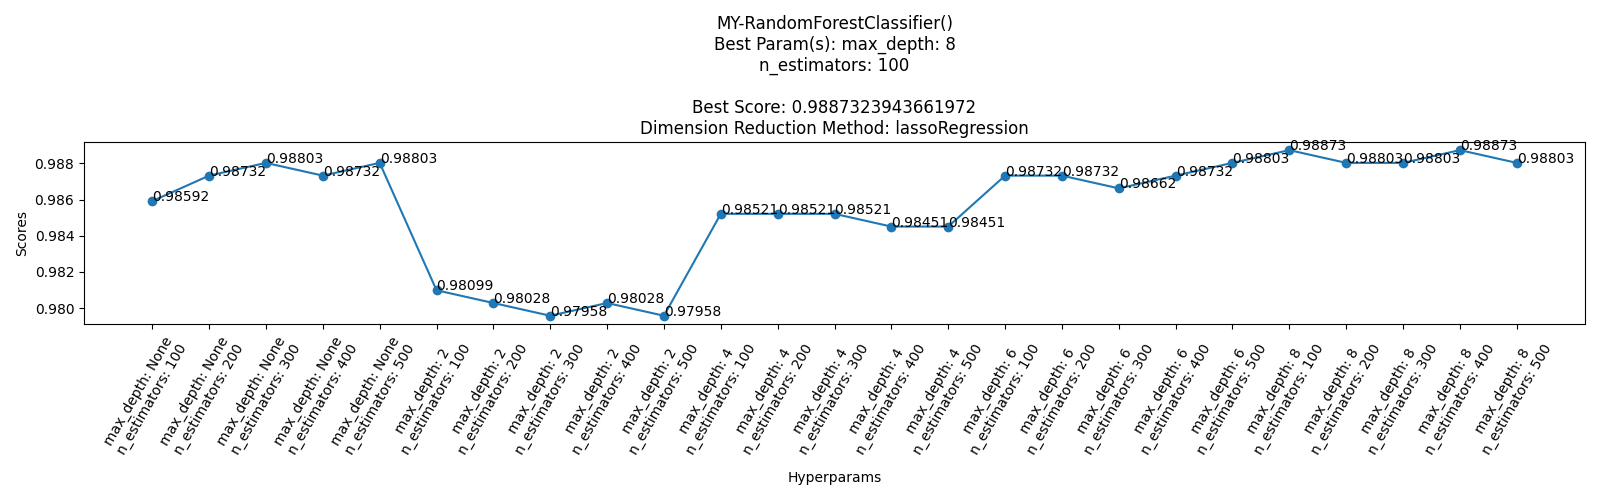 MY-RandomForestClassifier()
Best Param(s): max_depth: 8
n_estimators: 100
Best Score: 0.9887323943661972
Dimension Reduction Method: lassoRegression
Scores
0.988
0.986
0.984
0.982
0.980
0.98592
0.98732
0.98803
0.98732
0.98803
0.98099
0.98028
0.97958
0.98028
0.97958
0.98521
0.98521
0.98521
0.98451
0.98451
0.98732
0.98732
0.98662
0.98732
0.98803
0.98873
0.98803
0.98803
0.98873
0.98803
max_depth: None
n_estimators: 100
max_depth: None
n_estimators: 200
max_depth: None
n_estimators: 300
max_depth: None
n_estimators: 400
max_depth: None
n_estimators: 500
max_depth: 2
n_estimators: 100
max_depth: 2
n_estimators: 200
max_depth: 2
n_estimators: 300
max_depth: 2
n_estimators: 400
max_depth: 2
n_estimators: 500
max_depth: 4
n_estimators: 100
max_depth: 4
n_estimators: 200
max_depth: 4
n_estimators: 300
max_depth: 4
n_estimators: 400
max_depth: 4
n_estimators: 500
max_depth: 6
n_estimators: 100
max_depth: 6
n_estimators: 200
max_depth: 6
n_estimators: 300
max_depth: 6
n_estimators: 400
max_depth: 6
n_estimators: 500
max_depth: 8
n_estimators: 100
max_depth: 8
n_estimators: 200
max_depth: 8
n_estimators: 300
max_depth: 8
n_estimators: 400
max_depth: 8
n_estimators: 500
Hyperparams